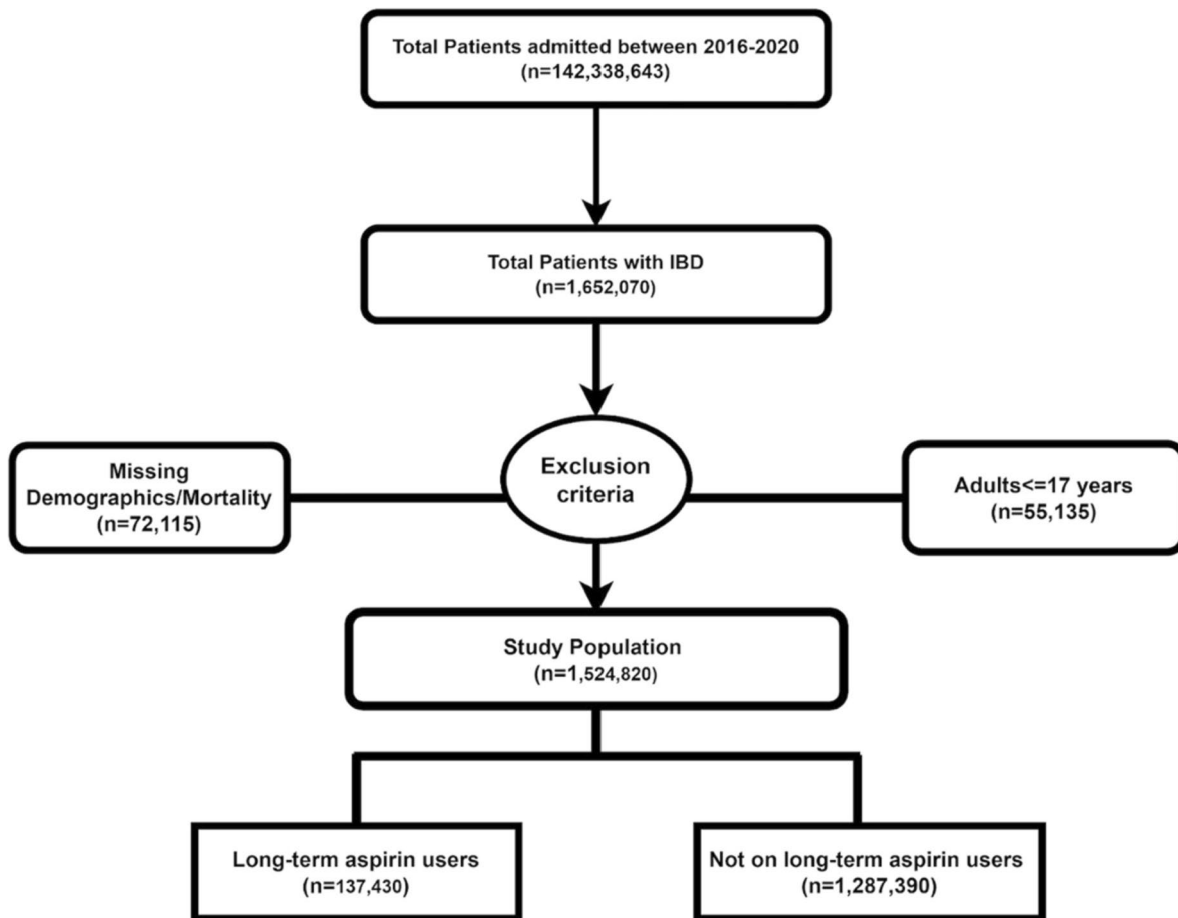 Total Patients admitted between 2016-2020
(n=142,338,643)
Total Patients with IBD
(n=1,652,070)
Exclusion
criteria
Missing
Demographics/Mortality
(n=72,115)
Adults<=17 years
(n=55,135)
Study Population
(n=1,524,820)
Long-term aspirin users
(n=137,430)
Not on long-term aspirin users
(n=1,287,390)